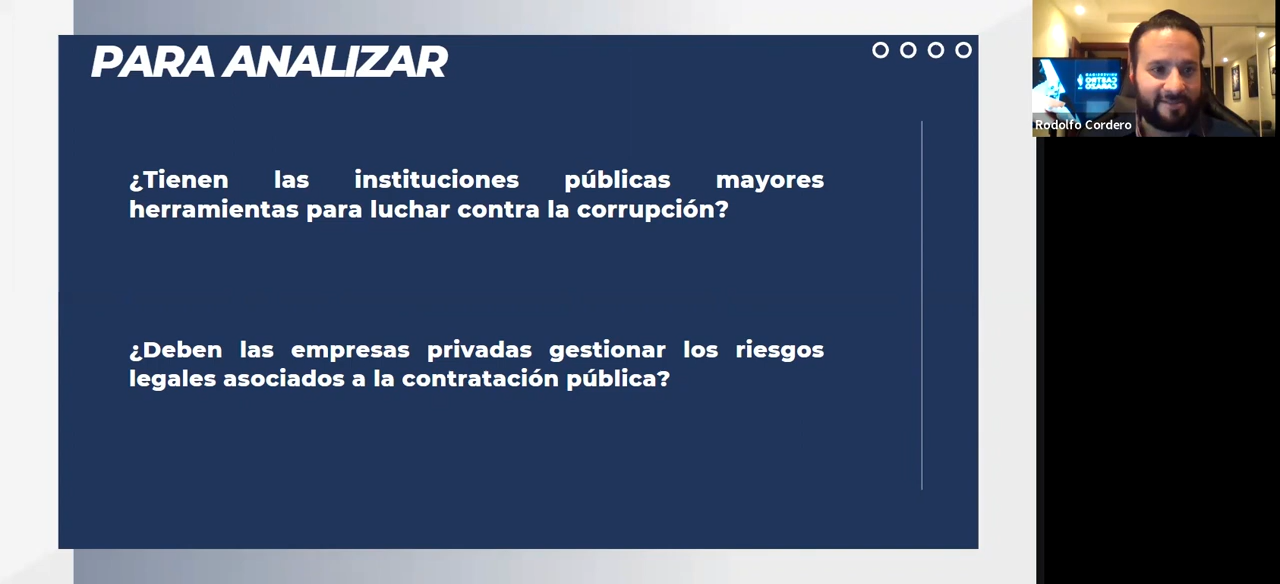 PARA ANALIZAR
¿Tienen las instituciones públicas mayores
herramientas para luchar contra la corrupción?
¿Deben las empresas privadas gestionar los riesgos
legales asociados a la contratación pública?
Rodolfo Cordero